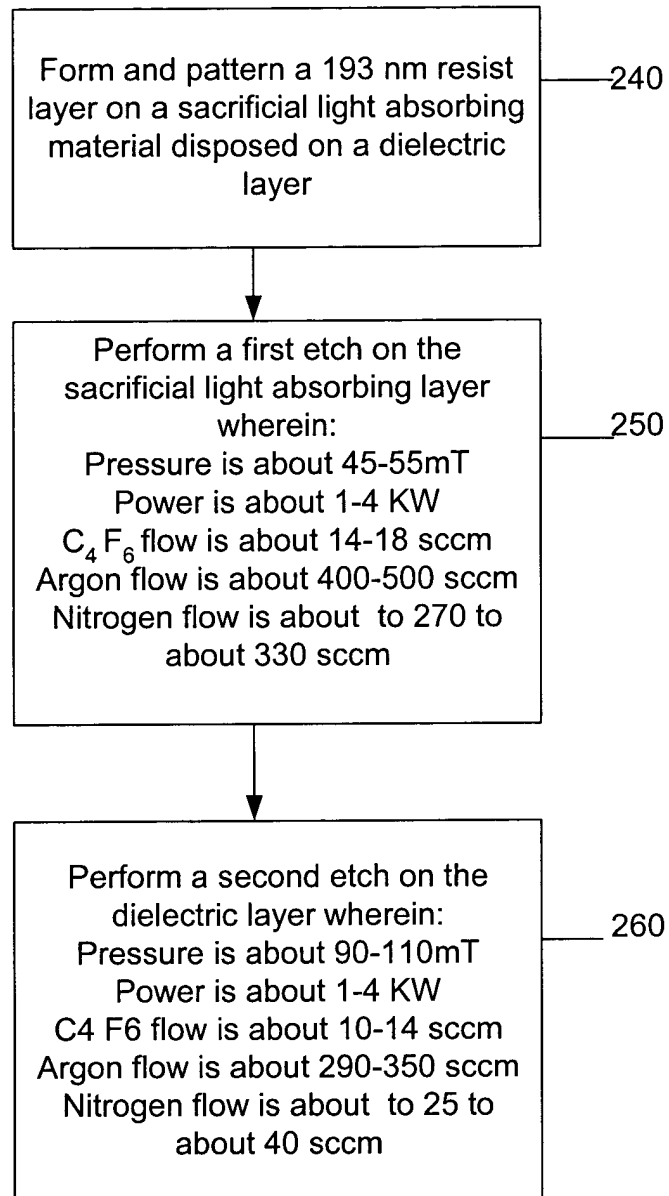 Form and pattern a 193 nm resist
layer on a sacrificial light absorbing
material disposed on a dielectric
layer
240
Perform a first etch on the
sacrificial light absorbing layer
wherein:
Pressure is about 45-55mT
Power is about 1-4 KW
C₄ F₆ flow is about 14-18 sccm
Argon flow is about 400-500 sccm
Nitrogen flow is about to 270 to
about 330 sccm
250
Perform a second etch on the
dielectric layer wherein:
Pressure is about 90-110mT
Power is about 1-4 KW
C4 F6 flow is about 10-14 sccm
Argon flow is about 290-350 sccm
Nitrogen flow is about to 25 to
about 40 sccm
260